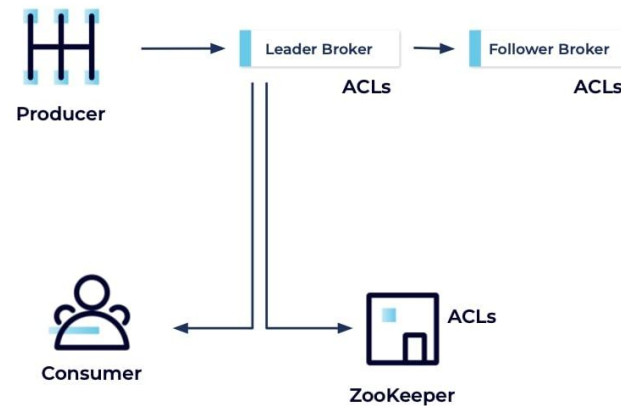 Leader Broker
Follower Broker
ACLs
ACLs
Producer
ACLs
Consumer
ZooKeeper